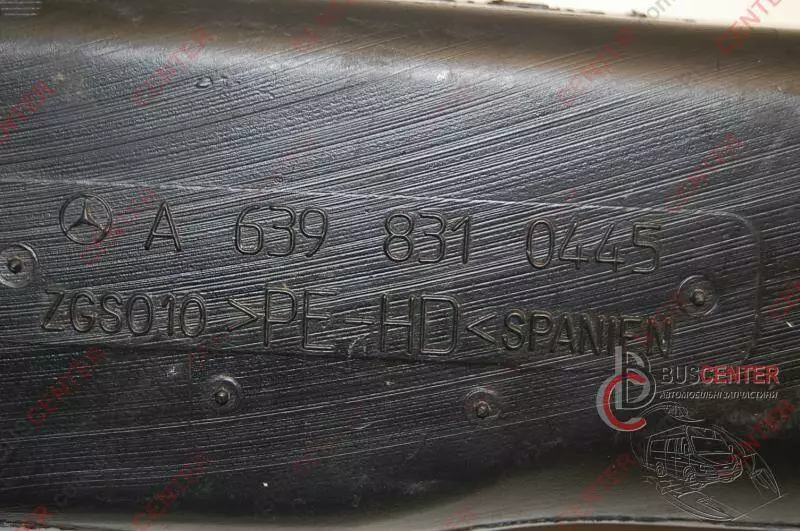 A 639 831 0445
ZGS010 >PE-HD< SPANIEN
BUSCENTER
АВТОМОБІЛЬНІ ЗАПЧАСТИНИ